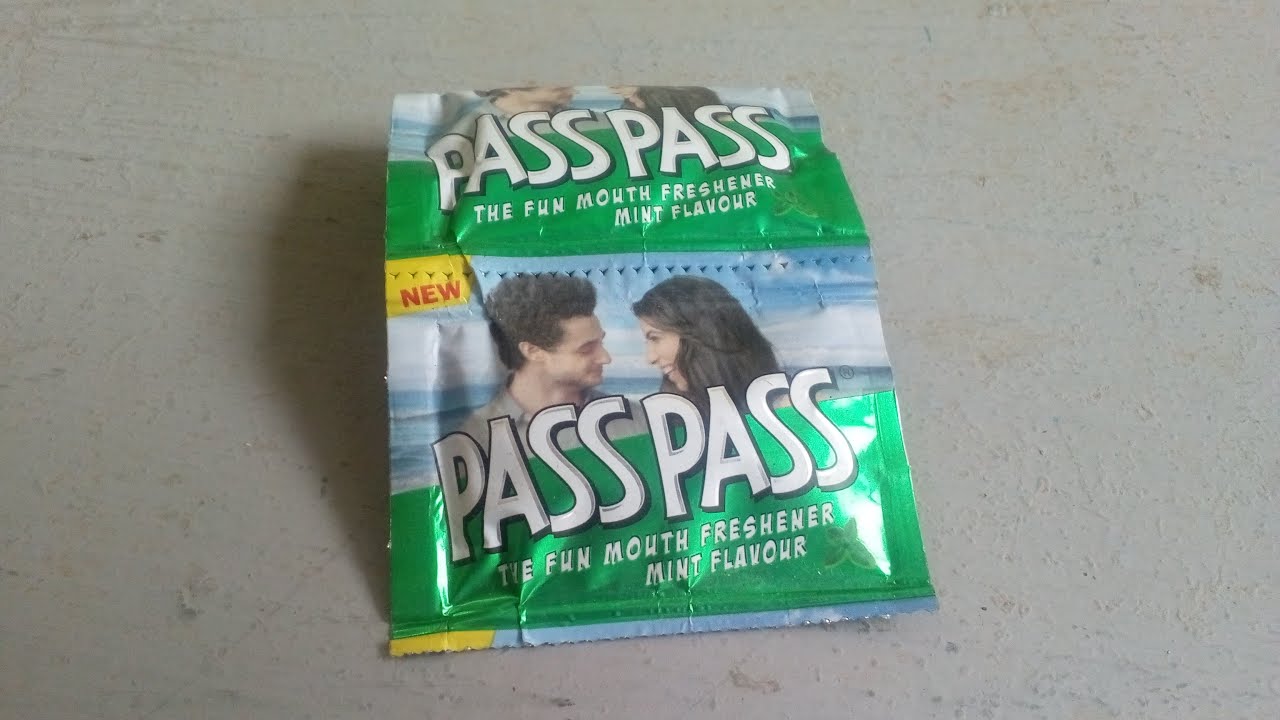 PASS PASS
THE FUN MOUTH FRESHENER
MINT FLAVOUR
NEW
PASS PASS®
THE FUN MOUTH FRESHENER
MINT FLAVOUR